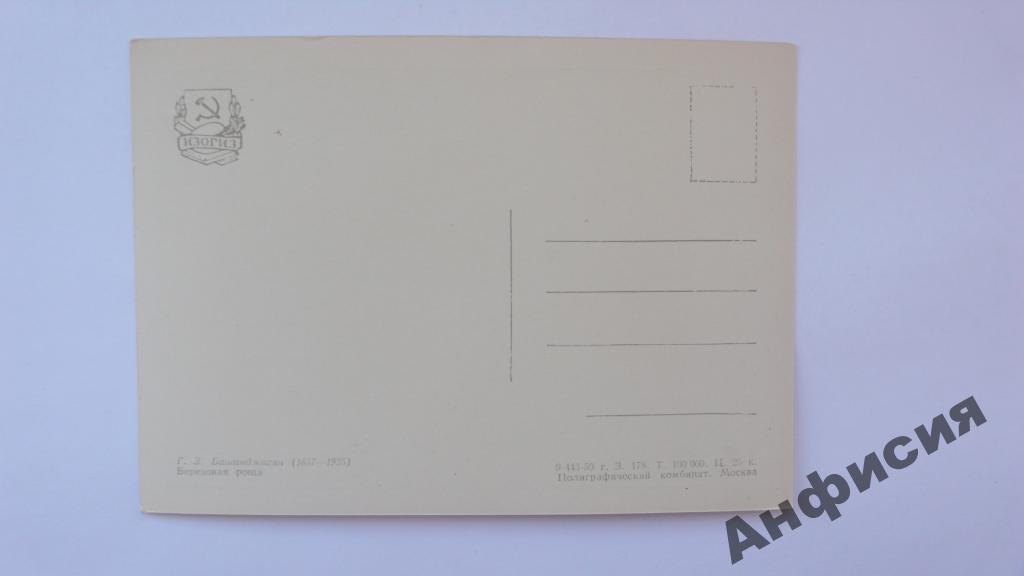 ИЗОГИЗ
Г. З. Башинджагян (1857—1925)
Березовая роща
9-443-59 г. З. 178. Т. 100 000. Ц. 25 к.
Полиграфический комбинат. Москва
Анфисия